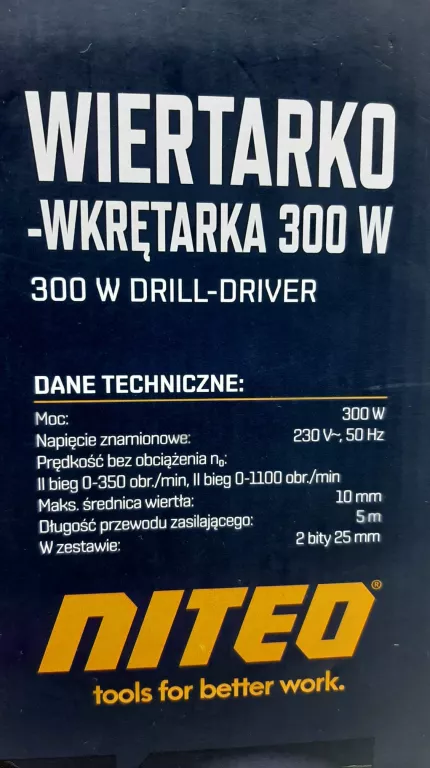 WIERTARKO
-WKRĘTARKA 300 W
300 W DRILL-DRIVER
DANE TECHNICZNE:
Moc: 300 W
Napięcie znamionowe: 230 V~, 50 Hz
Prędkość bez obciążenia n₀:
II bieg 0-350 obr./min, II bieg 0-1100 obr./min
Maks. średnica wiertła: 10 mm
Długość przewodu zasilającego: 5 m
W zestawie: 2 bity 25 mm
NITEO®
tools for better work.